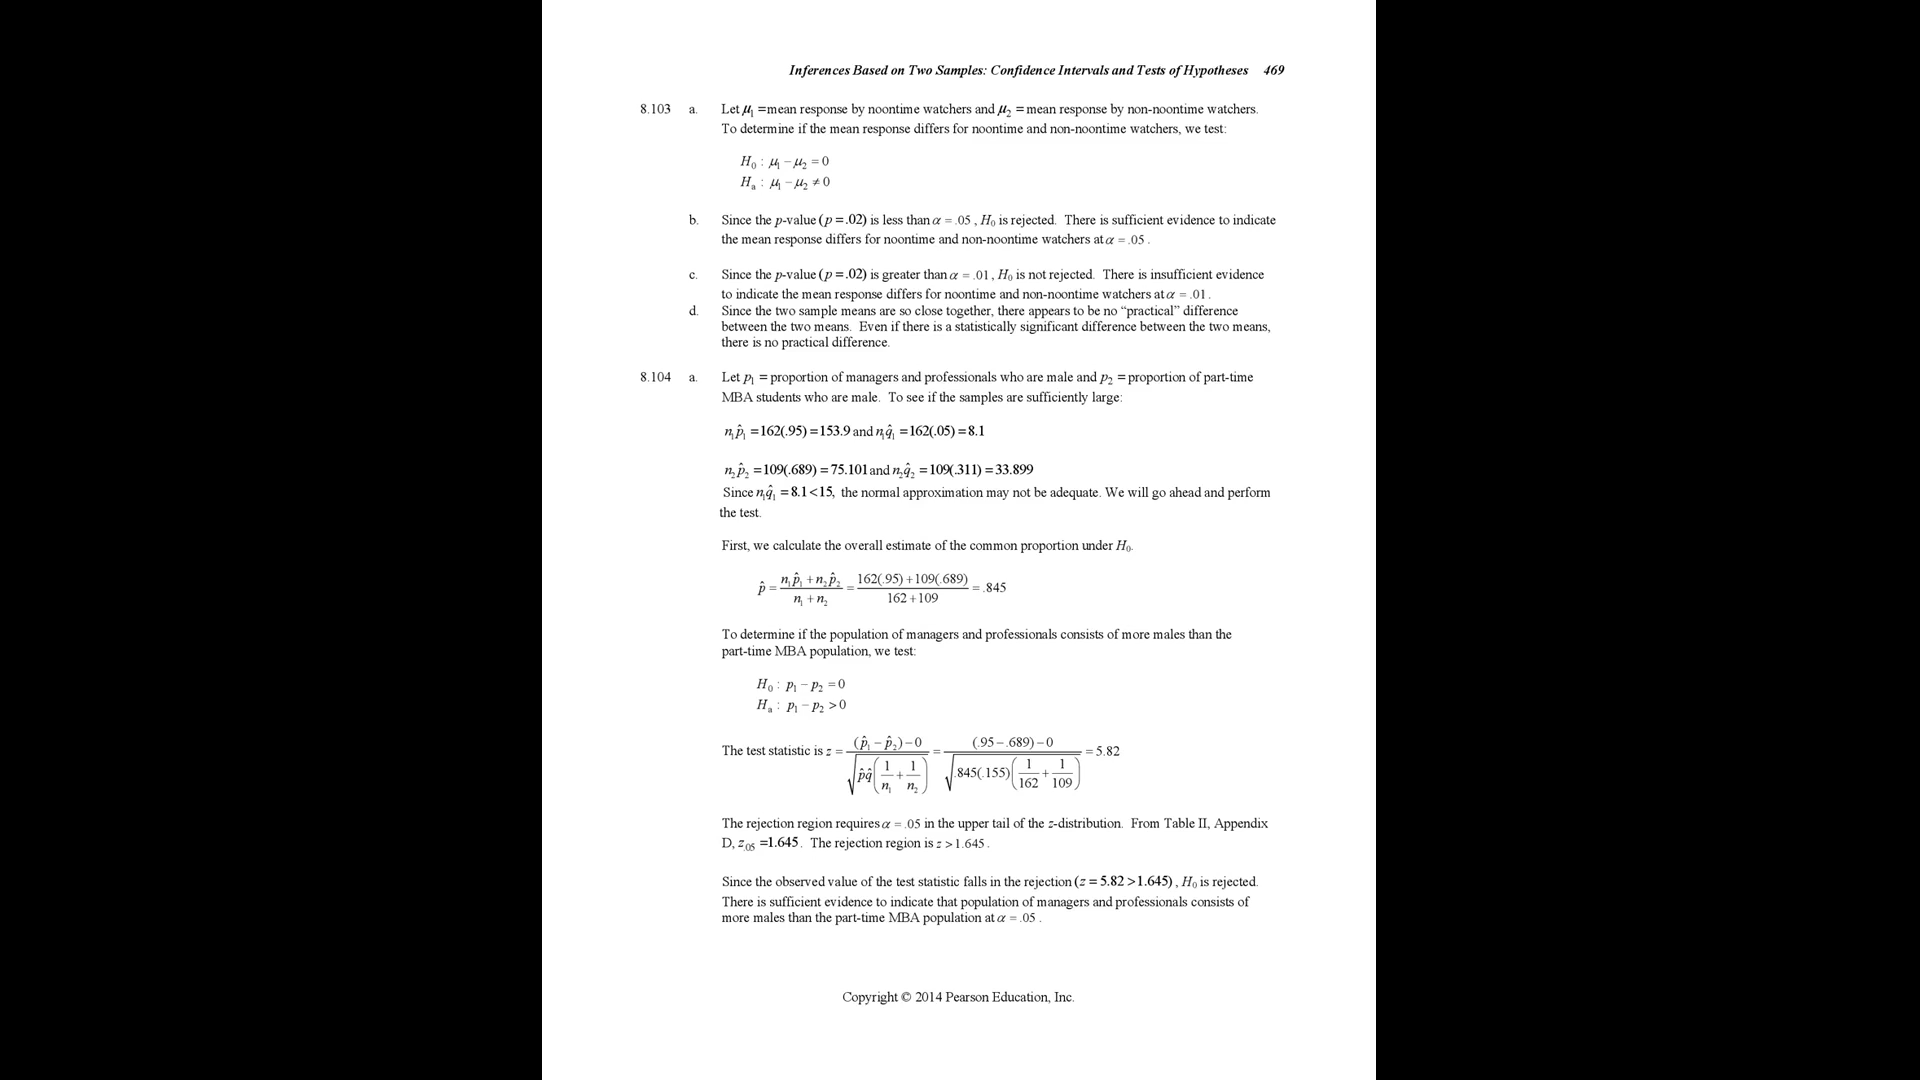 Inferences Based on Two Samples: Confidence Intervals and Tests of Hypotheses 469
8.103 a. Let μ₁ = mean response by noontime watchers and μ₂ = mean response by non-noontime watchers.
To determine if the mean response differs for noontime and non-noontime watchers, we test:
H₀ : μ₁ − μ₂ = 0
Hₐ : μ₁ − μ₂ ≠ 0
b. Since the p-value (p = .02) is less than α = .05 , H₀ is rejected. There is sufficient evidence to indicate
the mean response differs for noontime and non-noontime watchers at α = .05 .
c. Since the p-value (p = .02) is greater than α = .01 , H₀ is not rejected. There is insufficient evidence
to indicate the mean response differs for noontime and non-noontime watchers at α = .01 .
d. Since the two sample means are so close together, there appears to be no “practical” difference
between the two means. Even if there is a statistically significant difference between the two means,
there is no practical difference.
8.104 a. Let p₁ = proportion of managers and professionals who are male and p₂ = proportion of part-time
MBA students who are male. To see if the samples are sufficiently large:
n₁p̂₁ = 162(.95) = 153.9 and n₁q̂₁ = 162(.05) = 8.1
n₂p̂₂ = 109(.689) = 75.101 and n₂q̂₂ = 109(.311) = 33.899
Since n₁q̂₁ = 8.1 < 15, the normal approximation may not be adequate. We will go ahead and perform
the test.
First, we calculate the overall estimate of the common proportion under H₀.
p̂ = (n₁p̂₁ + n₂p̂₂)/(n₁ + n₂) = (162(.95) + 109(.689))/(162 + 109) = .845
To determine if the population of managers and professionals consists of more males than the
part-time MBA population, we test:
H₀ : p₁ − p₂ = 0
Hₐ : p₁ − p₂ > 0
The test statistic is z = ((p̂₁ − p̂₂) − 0)/√(p̂q̂(1/n₁ + 1/n₂)) = ((.95 − .689) − 0)/√(.845(.155)(1/162 + 1/109)) = 5.82
The rejection region requires α = .05 in the upper tail of the z-distribution. From Table II, Appendix
D, z.₀₅ = 1.645 . The rejection region is z > 1.645 .
Since the observed value of the test statistic falls in the rejection (z = 5.82 > 1.645) , H₀ is rejected.
There is sufficient evidence to indicate that population of managers and professionals consists of
more males than the part-time MBA population at α = .05 .
Copyright © 2014 Pearson Education, Inc.